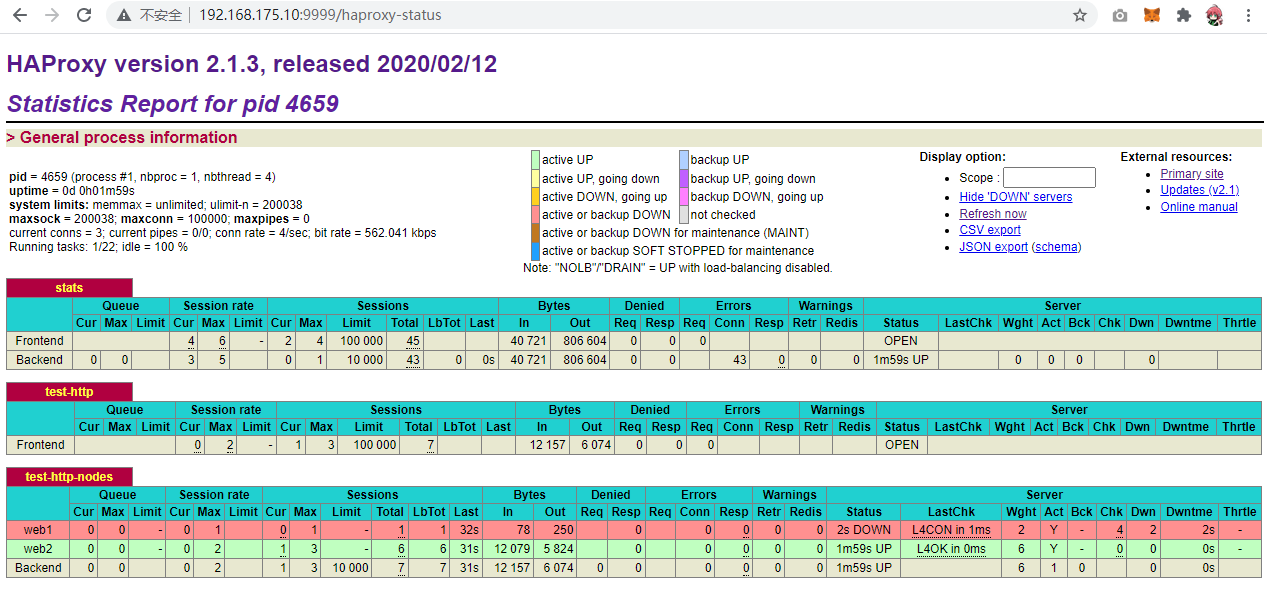 不安全 192.168.175.10:9999/haproxy-status
HAProxy version 2.1.3, released 2020/02/12
Statistics Report for pid 4659
> General process information
pid = 4659 (process #1, nbproc = 1, nbthread = 4)
uptime = 0d 0h01m59s
system limits: memmax = unlimited; ulimit-n = 200038
maxsock = 200038; maxconn = 100000; maxpipes = 0
current conns = 3; current pipes = 0/0; conn rate = 4/sec; bit rate = 562.041 kbps
Running tasks: 1/22; idle = 100 %
active UP backup UP
active UP, going down backup UP, going down
active DOWN, going up backup DOWN, going up
active or backup DOWN not checked
active or backup DOWN for maintenance (MAINT)
active or backup SOFT STOPPED for maintenance
Note: "NOLB"/"DRAIN" = UP with load-balancing disabled.
Display option:
Scope :
Hide 'DOWN' servers
Refresh now
CSV export
JSON export (schema)
External resources:
Primary site
Updates (v2.1)
Online manual
stats
Queue Session rate Sessions Bytes Denied Errors Warnings Server
Cur Max Limit Cur Max Limit Cur Max Limit Total LbTot Last In Out Req Resp Req Conn Resp Retr Redis Status LastChk Wght Act Bck Chk Dwn Dwntme Thrtle
Frontend 4 6 - 2 4 100 000 45 40 721 806 604 0 0 0 OPEN
Backend 0 0 3 5 0 1 10 000 43 0 0s 40 721 806 604 0 0 43 0 0 0 1m59s UP 0 0 0 0
test-http
Queue Session rate Sessions Bytes Denied Errors Warnings Server
Cur Max Limit Cur Max Limit Cur Max Limit Total LbTot Last In Out Req Resp Req Conn Resp Retr Redis Status LastChk Wght Act Bck Chk Dwn Dwntme Thrtle
Frontend 0 2 - 1 3 100 000 7 12 157 6 074 0 0 0 OPEN
test-http-nodes
Queue Session rate Sessions Bytes Denied Errors Warnings Server
Cur Max Limit Cur Max Limit Cur Max Limit Total LbTot Last In Out Req Resp Req Conn Resp Retr Redis Status LastChk Wght Act Bck Chk Dwn Dwntme Thrtle
web1 0 0 - 0 1 0 1 - 1 1 32s 78 250 0 0 0 0 0 2s DOWN L4CON in 1ms 2 Y - 4 2 2s -
web2 0 0 - 0 2 1 3 - 6 6 31s 12 079 5 824 0 0 0 0 0 1m59s UP L4OK in 0ms 6 Y - 0 0 0s -
Backend 0 0 0 2 1 3 10 000 7 7 31s 12 157 6 074 0 0 0 0 0 0 1m59s UP 6 1 0 0 0s